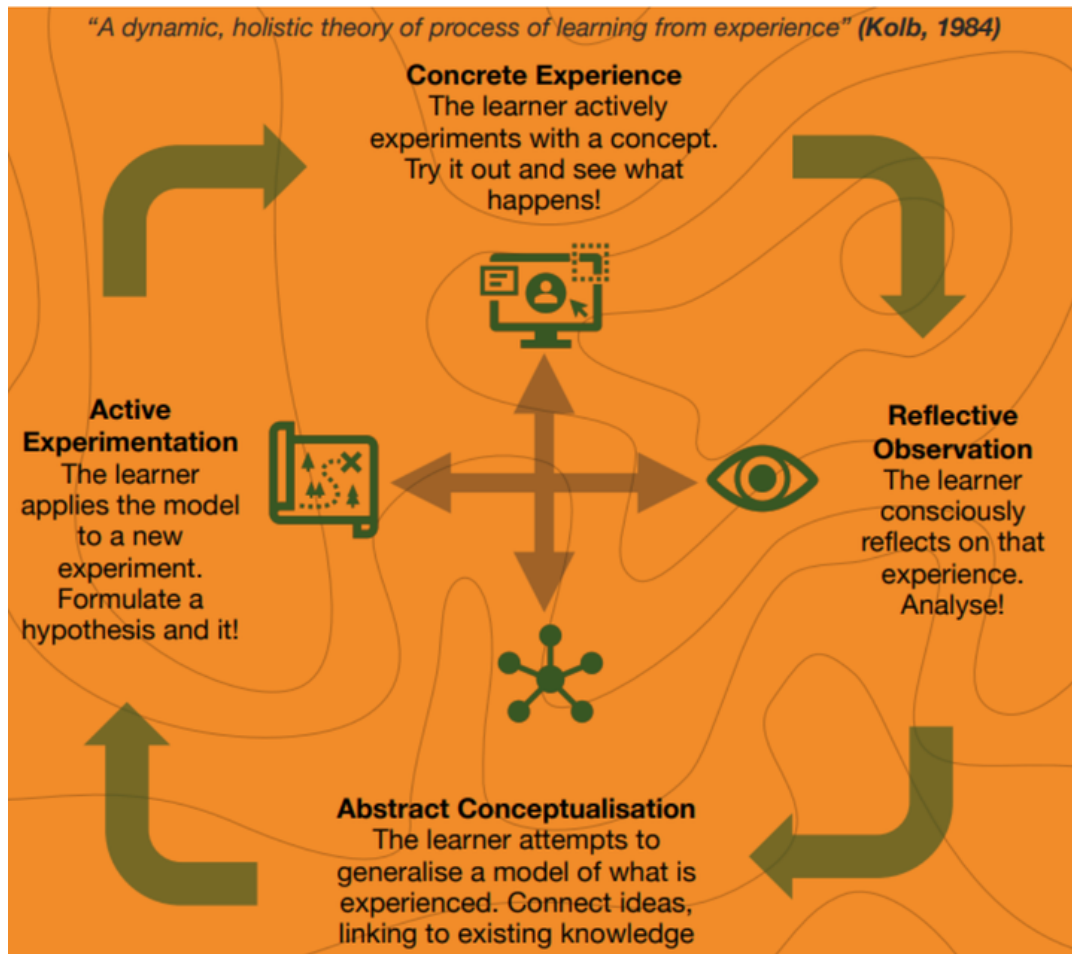 “A dynamic, holistic theory of process of learning from experience” (Kolb, 1984)
Concrete Experience
The learner actively
experiments with a concept.
Try it out and see what
happens!
Reflective
Observation
The learner
consciously
reflects on that
experience.
Analyse!
Abstract Conceptualisation
The learner attempts to
generalise a model of what is
experienced. Connect ideas,
linking to existing knowledge
Active
Experimentation
The learner
applies the model
to a new
experiment.
Formulate a
hypothesis and it!